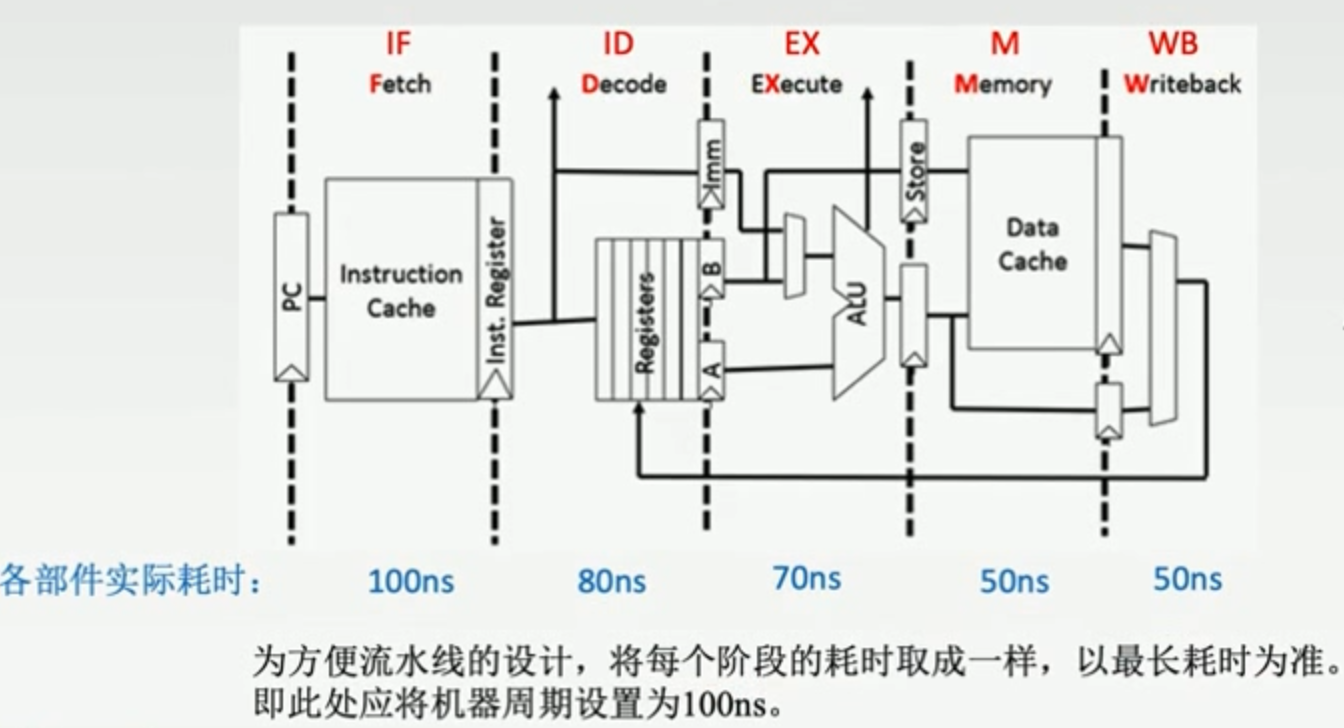 IF ID EX M WB
Fetch Decode EXecute Memory Writeback
PC
Instruction
Cache
Inst. Register
Registers
Imm
B
A
ALU
Store
Data
Cache
各部件实际耗时： 100ns 80ns 70ns 50ns 50ns
为方便流水线的设计，将每个阶段的耗时取成一样，以最长耗时为准。
即此处应将机器周期设置为100ns。